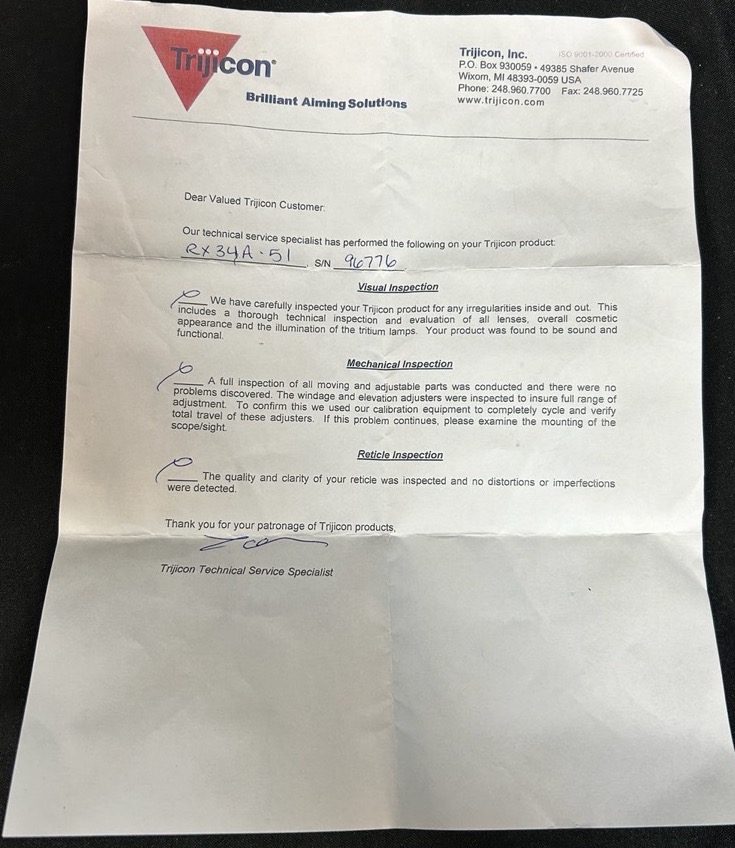 Trijicon®
Brilliant Aiming Solutions
Trijicon, Inc. ISO 9001-2000 Certified
P.O. Box 930059 • 49385 Shafer Avenue
Wixom, MI 48393-0059 USA
Phone: 248.960.7700 Fax: 248.960.7725
www.trijicon.com
Dear Valued Trijicon Customer:
Our technical service specialist has performed the following on your Trijicon product:
RX34A-51, S/N 96776
Visual Inspection
We have carefully inspected your Trijicon product for any irregularities inside and out. This
includes a thorough technical inspection and evaluation of all lenses, overall cosmetic
appearance and the illumination of the tritium lamps. Your product was found to be sound and
functional.
Mechanical Inspection
A full inspection of all moving and adjustable parts was conducted and there were no
problems discovered. The windage and elevation adjusters were inspected to insure full range of
adjustment. To confirm this we used our calibration equipment to completely cycle and verify
total travel of these adjusters. If this problem continues, please examine the mounting of the
scope/sight.
Reticle Inspection
The quality and clarity of your reticle was inspected and no distortions or imperfections
were detected.
Thank you for your patronage of Trijicon products,
Trijicon Technical Service Specialist